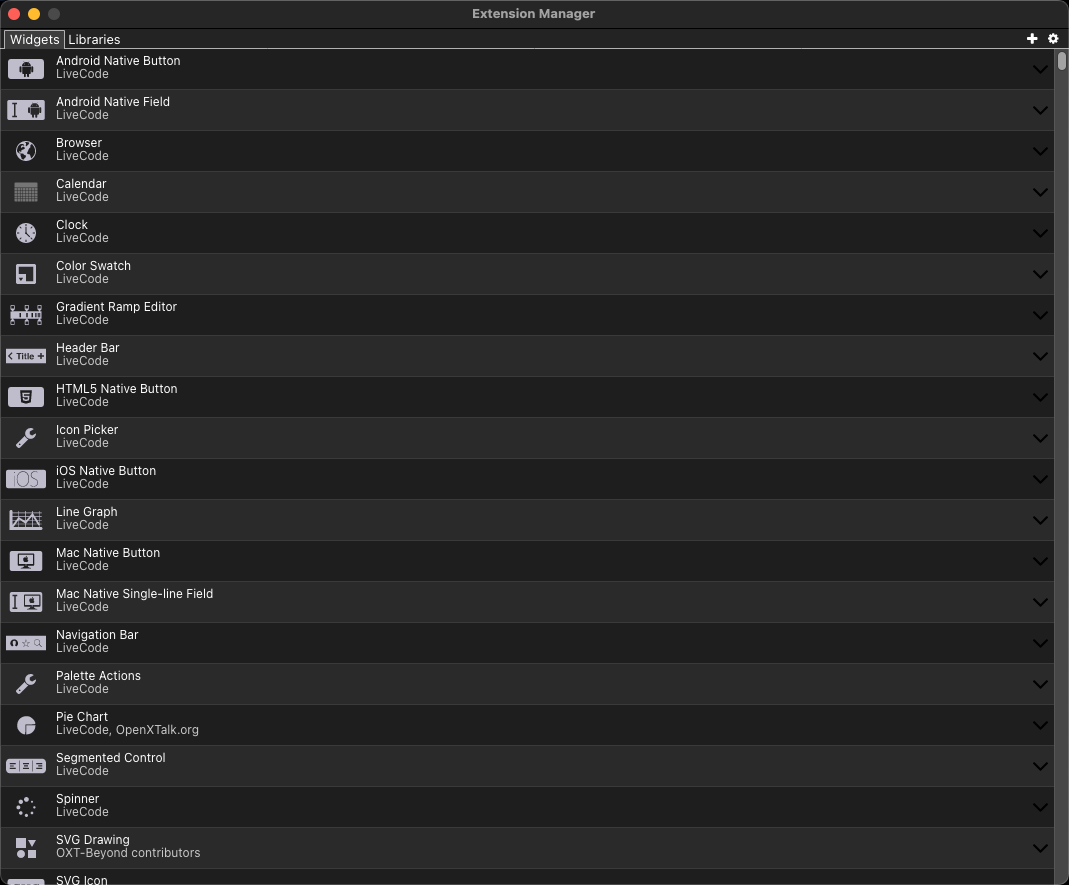 Extension Manager
Widgets Libraries
Android Native Button
LiveCode
Android Native Field
LiveCode
Browser
LiveCode
Calendar
LiveCode
Clock
LiveCode
Color Swatch
LiveCode
Gradient Ramp Editor
LiveCode
Title
Header Bar
LiveCode
HTML5 Native Button
LiveCode
Icon Picker
LiveCode
iOS
iOS Native Button
LiveCode
Line Graph
LiveCode
Mac Native Button
LiveCode
Mac Native Single-line Field
LiveCode
Navigation Bar
LiveCode
Palette Actions
LiveCode
Pie Chart
LiveCode, OpenXTalk.org
Segmented Control
LiveCode
Spinner
LiveCode
SVG Drawing
OXT-Beyond contributors
SVG Icon